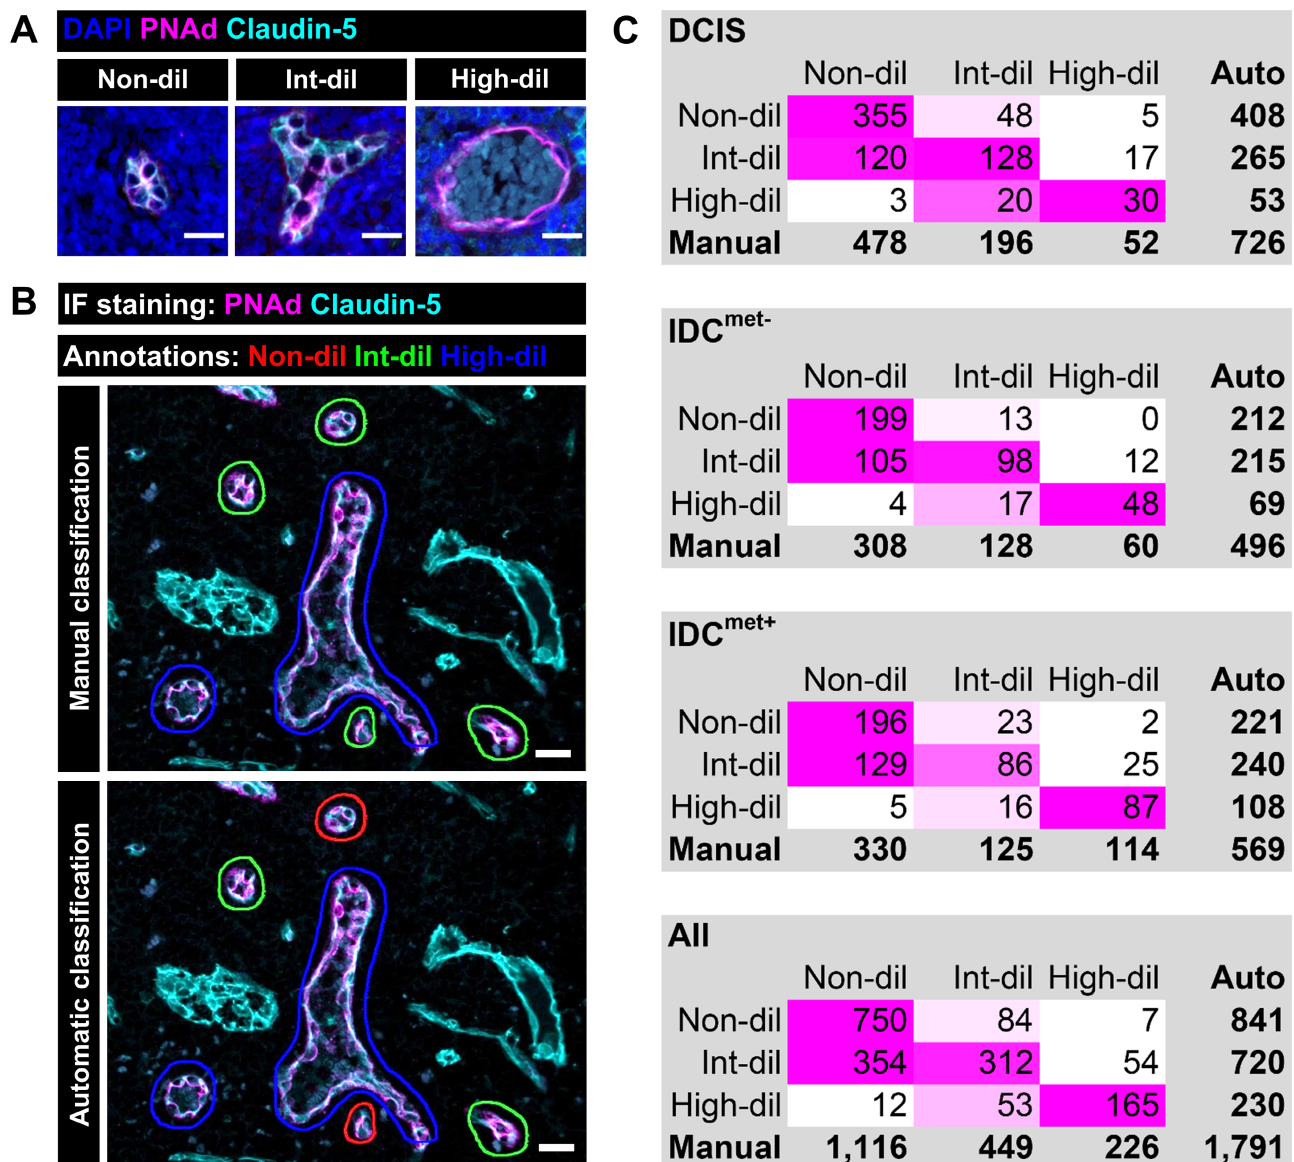 A
DAPI PNAd Claudin-5
Non-dil Int-dil High-dil
B
IF staining: PNAd Claudin-5
Annotations: Non-dil Int-dil High-dil
Manual classification
Automatic classification
C
DCIS
Non-dil Int-dil High-dil Auto
Non-dil 355 48 5 408
Int-dil 120 128 17 265
High-dil 3 20 30 53
Manual 478 196 52 726
IDCmet-
Non-dil Int-dil High-dil Auto
Non-dil 199 13 0 212
Int-dil 105 98 12 215
High-dil 4 17 48 69
Manual 308 128 60 496
IDCmet+
Non-dil Int-dil High-dil Auto
Non-dil 196 23 2 221
Int-dil 129 86 25 240
High-dil 5 16 87 108
Manual 330 125 114 569
All
Non-dil Int-dil High-dil Auto
Non-dil 750 84 7 841
Int-dil 354 312 54 720
High-dil 12 53 165 230
Manual 1,116 449 226 1,791